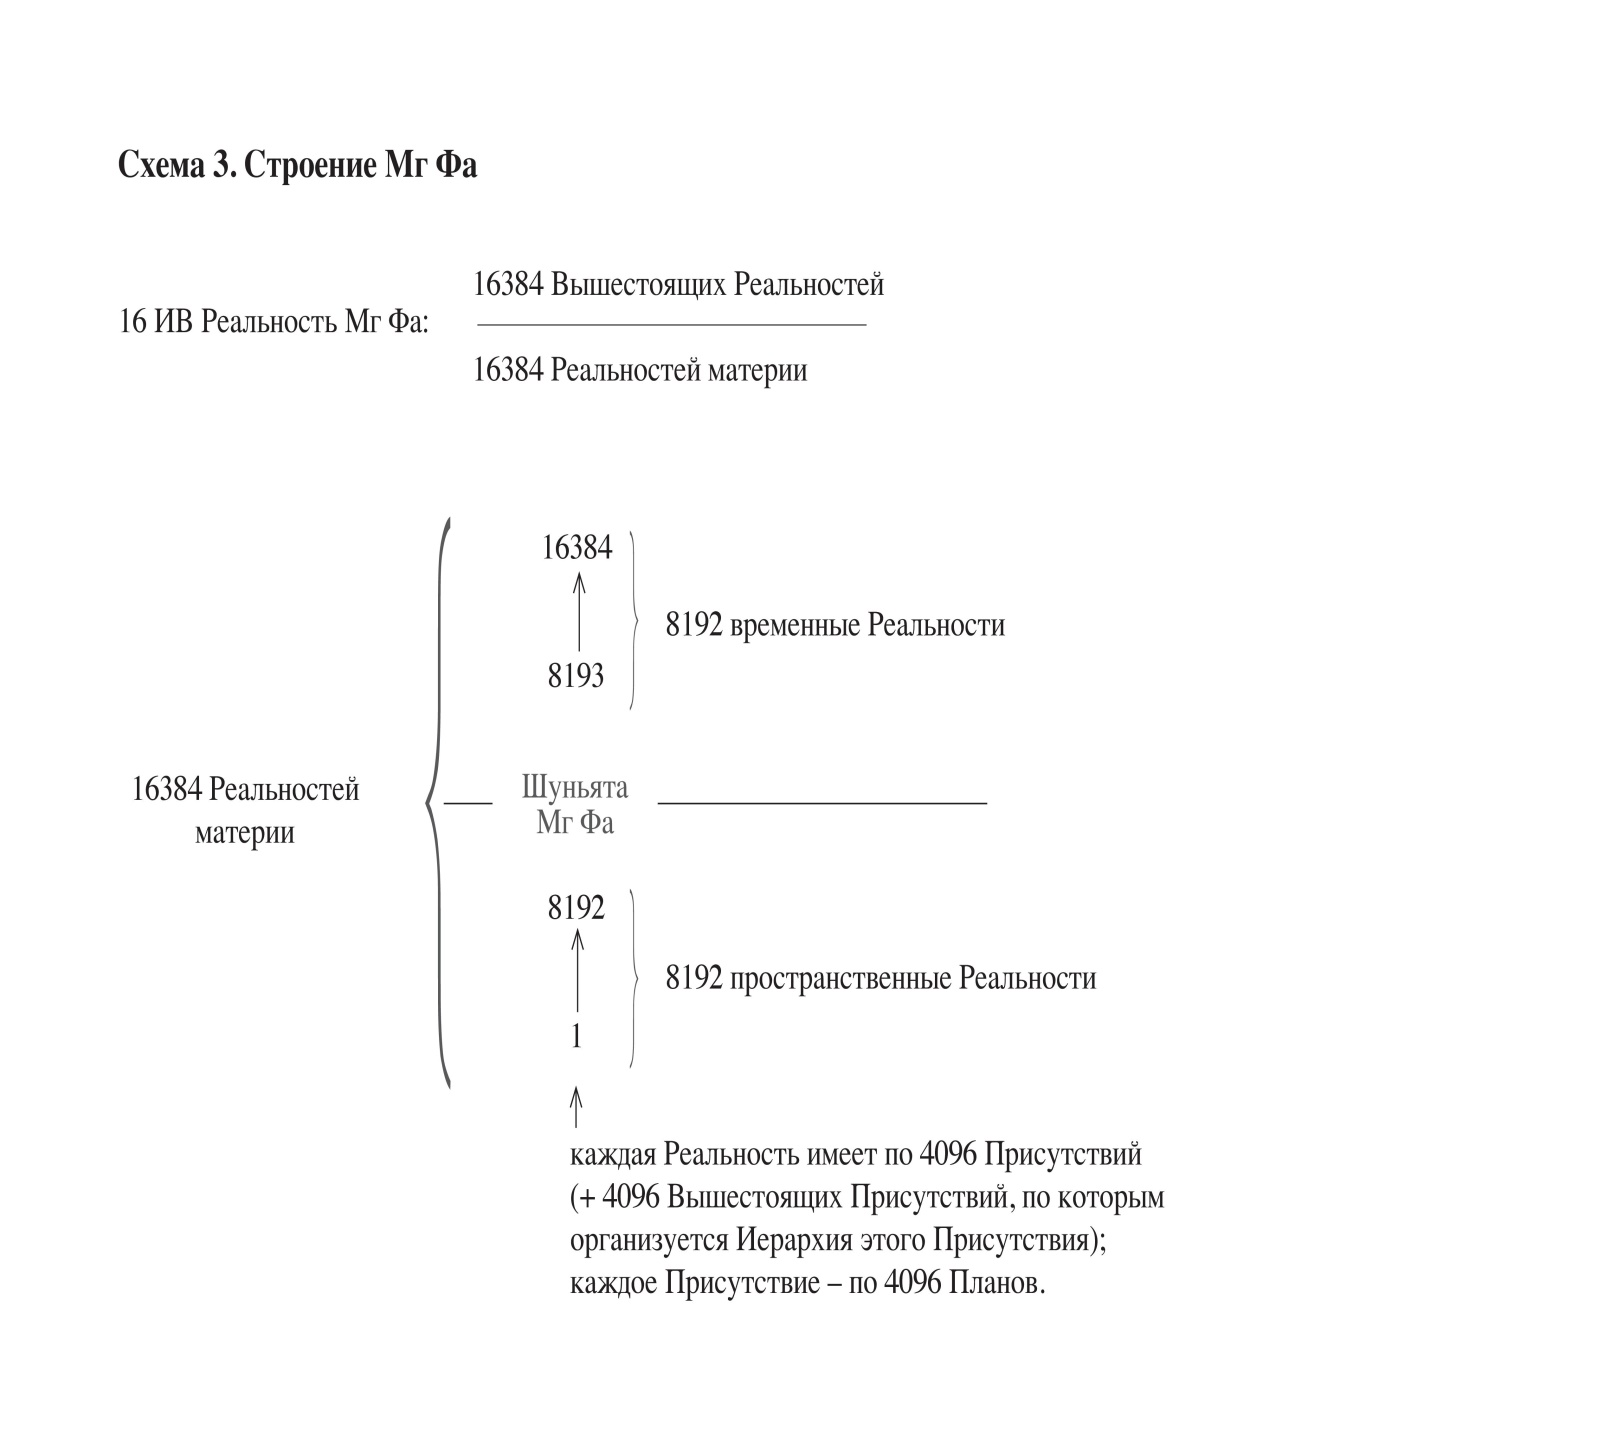 Схема 3. Строение Мг Фа
16384 Вышестоящих Реальностей
16 ИВ Реальность Мг Фа:
16384 Реальностей материи
16384
8192 временные Реальности
8193
16384 Реальностей
материи
Шуньята
Мг Фа
8192
8192 пространственные Реальности
1
каждая Реальность имеет по 4096 Присутствий
(+ 4096 Вышестоящих Присутствий, по которым
организуется Иерархия этого Присутствия);
каждое Присутствие – по 4096 Планов.